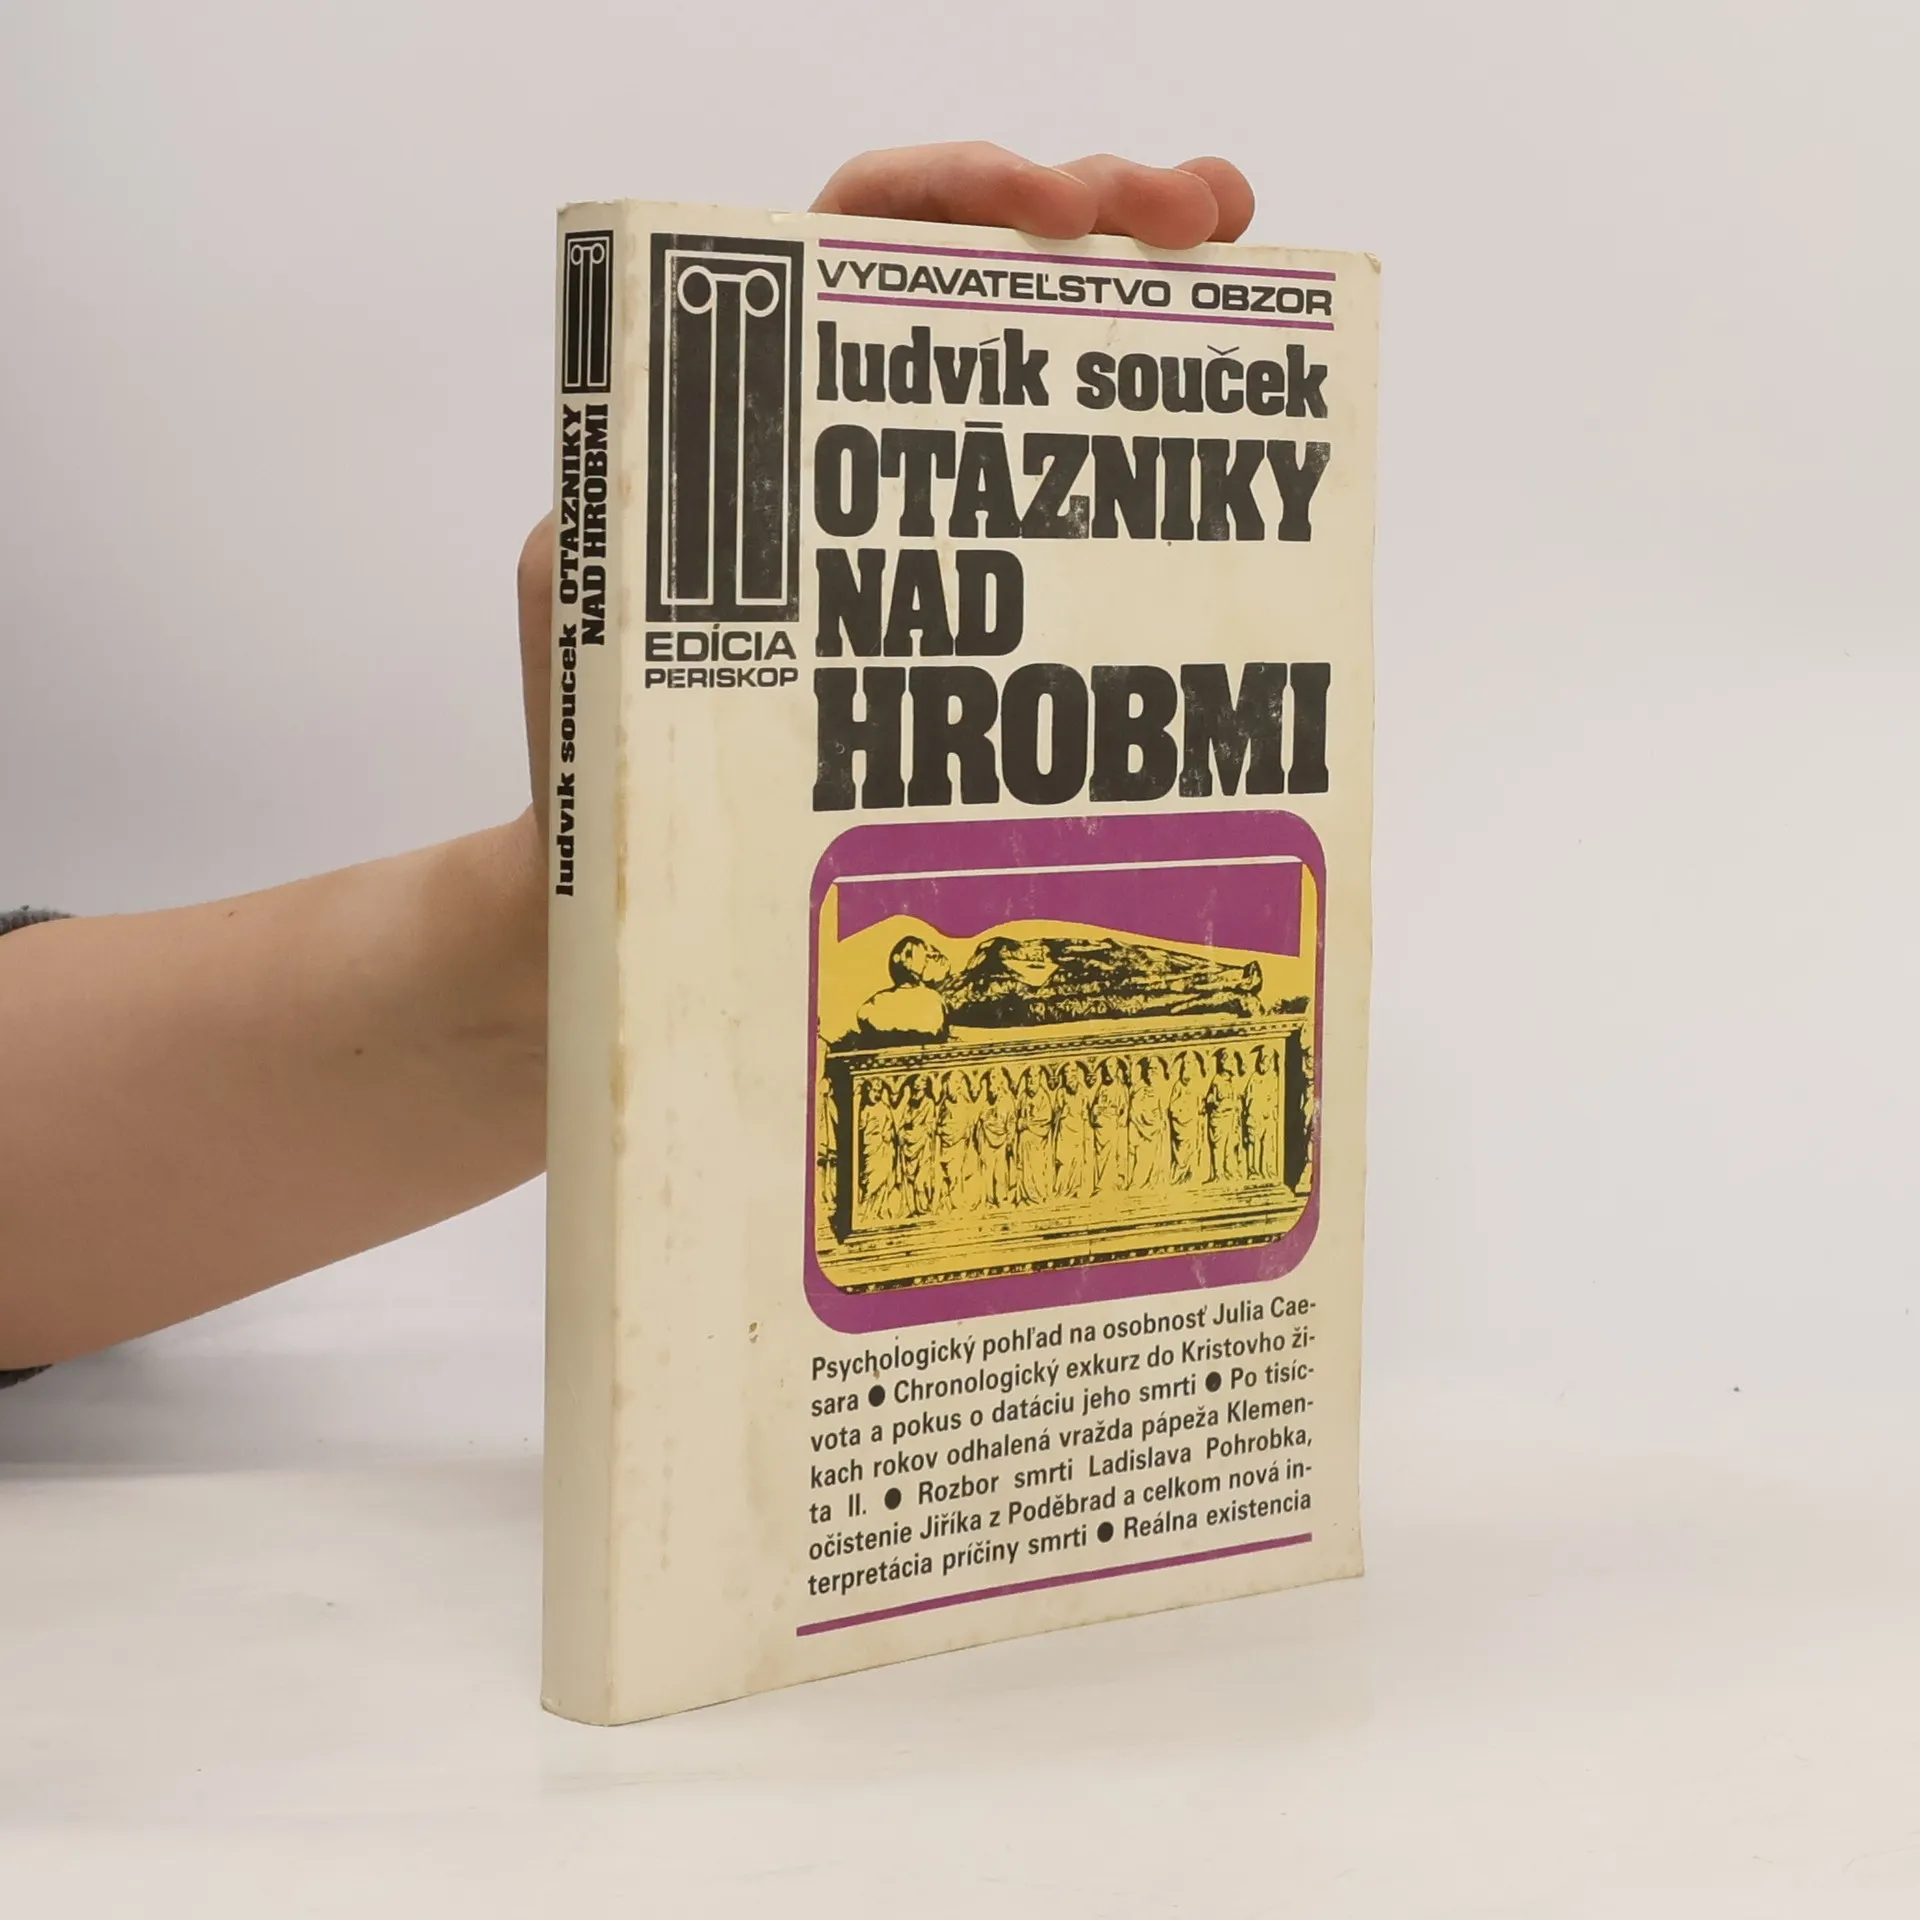 ludvík souček OTÁZNIKY
NAD HROBMI
VYDAVATEĽSTVO OBZOR
ludvík souček
OTÁZNIKY
NAD
HROBMI
EDÍCIA
PERISKOP
Psychologický pohľad na osobnosť Julia Cae-
sara ● Chronologický exkurz do Kristovho ži-
vota a pokus o datáciu jeho smrti ● Po tisíc-
kach rokov odhalená vražda pápeža Klemen-
ta II. ● Rozbor smrti Ladislava Pohrobka,
očistenie Jiříka z Poděbrad a celkom nová in-
terpretácia príčiny smrti ● Reálna existencia